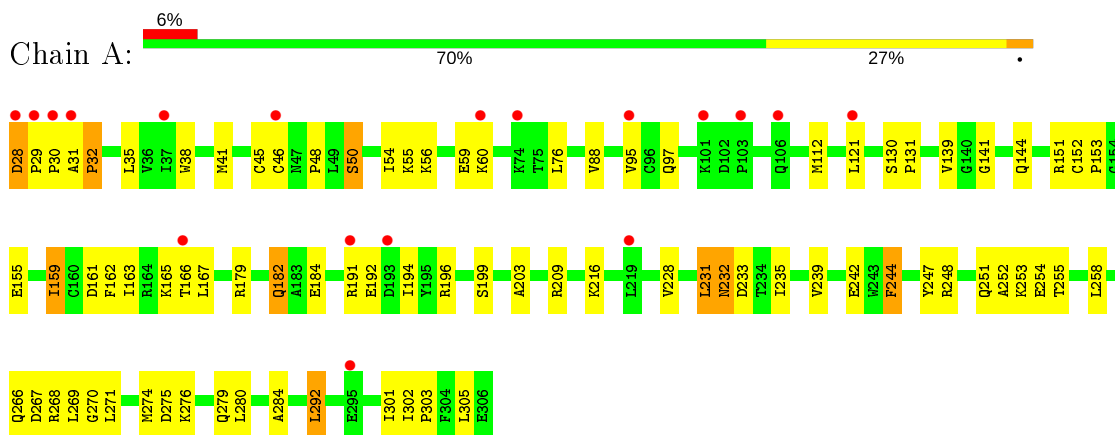 6%
Chain A:
70% 27% •
D28 P29 P30 A31 P32 L35 V36 I37 W38 M41 C45 C46 N47 P48 L49 S50 I54 K55 K56 E59 K60 K74 T75 L76 V88 V95 C96 Q97 K101 D102 P103 Q106 M112 L121 S130 P131 V139 G140 G141 Q144 R151 C152 P153 G154
E155 I159 C160 D161 F162 I163 R164 K165 T166 L167 R179 Q182 A183 E184 R191 E192 D193 I194 Y195 R196 S199 A203 R209 K216 L219 V228 L231 N232 D233 T234 I235 V239 E242 W243 F244 Y247 R248 Q251 A252 K253 E254 T255 L258
Q266 D267 R268 L269 G270 L271 M274 D275 K276 Q279 L280 A284 L292 E295 I301 I302 P303 F304 L305 E306